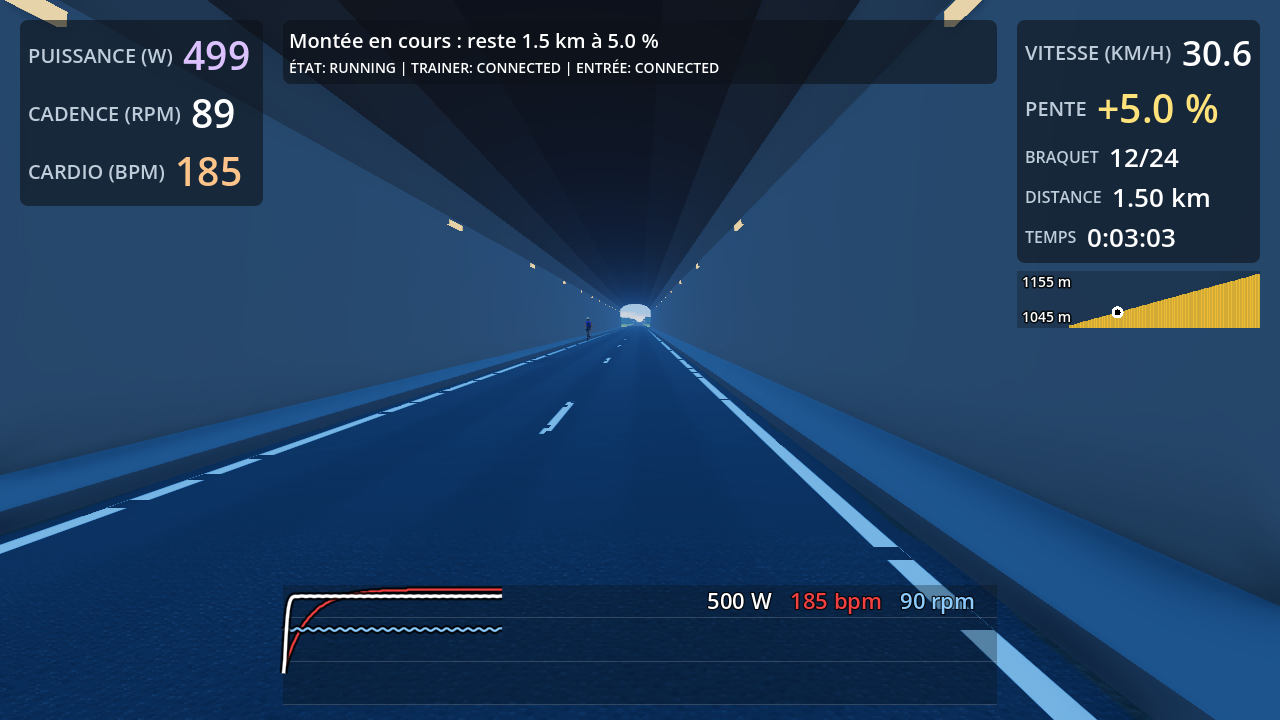 PUISSANCE (W) 499
CADENCE (RPM) 89
CARDIO (BPM) 185
Montée en cours : reste 1.5 km à 5.0 %
ÉTAT: RUNNING | TRAINER: CONNECTED | ENTRÉE: CONNECTED
VITESSE (KM/H) 30.6
PENTE +5.0 %
BRAQUET 12/24
DISTANCE 1.50 km
TEMPS 0:03:03
1155 m
1045 m
500 W 185 bpm 90 rpm